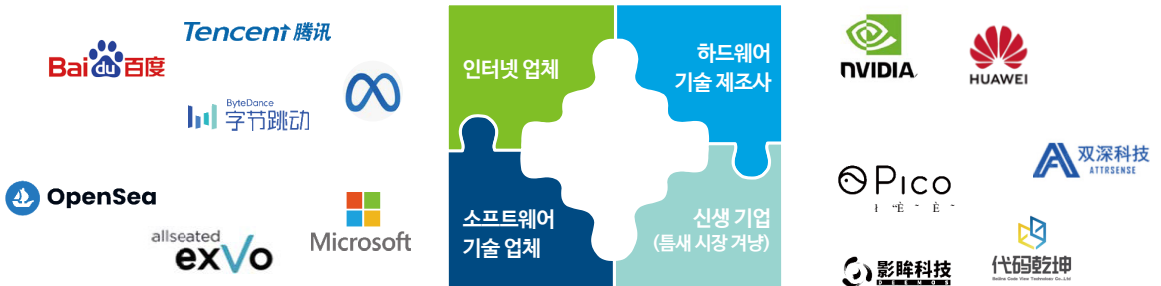 Tencent 腾讯
Baidu 百度
ByteDance
字节跳动
OpenSea
allseated
exVo
Microsoft
인터넷 업체
하드웨어
기술 제조사
소프트웨어
기술 업체
신생 기업
(틈새 시장 겨냥)
NVIDIA.
HUAWEI
双深科技
ATTRSENSE
Pico
影眸科技
DEEMOS
代码乾坤